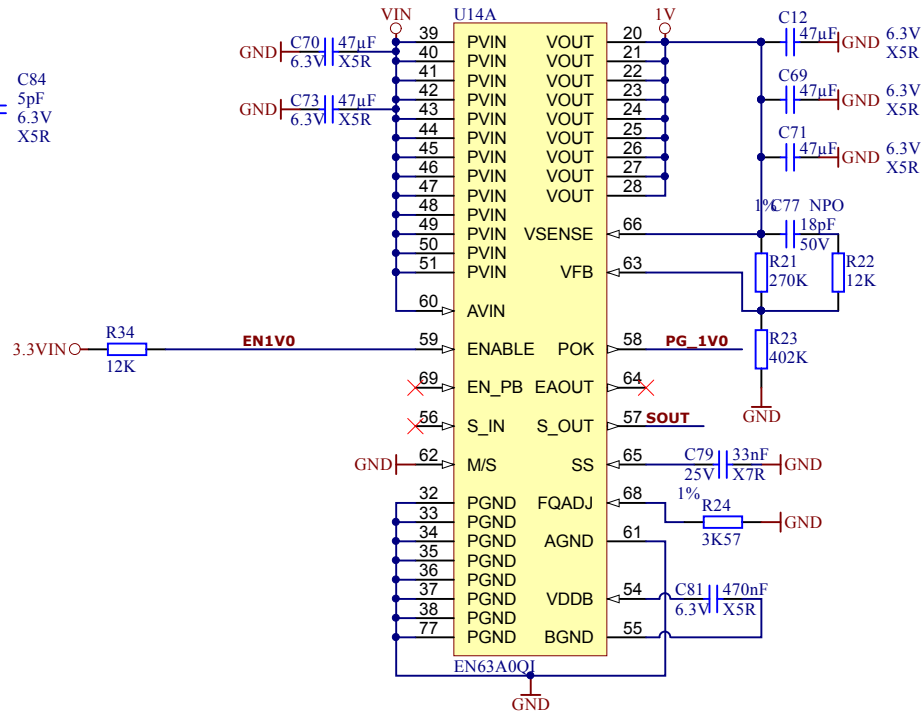 VIN
U14A
1V
C12
47µF
GND
6.3V
X5R
C70
47µF
GND
6.3V
X5R
39
PVIN
VOUT
20
40
PVIN
VOUT
21
C84
5pF
6.3V
X5R
41
PVIN
VOUT
22
C69
47µF
GND
6.3V
X5R
C73
47µF
GND
6.3V
X5R
42
PVIN
VOUT
23
43
PVIN
VOUT
24
44
PVIN
VOUT
25
C71
47µF
GND
6.3V
X5R
45
PVIN
VOUT
26
46
PVIN
VOUT
27
47
PVIN
VOUT
28
48
PVIN
1%
C77
NPO
18pF
50V
49
PVIN
VSENSE
66
50
PVIN
R21
270K
R22
12K
51
PVIN
VFB
63
60
AVIN
R34
12K
3.3VIN
EN1V0
59
ENABLE
POK
58
PG_1V0
R23
402K
GND
69
EN_PB
EAOUT
64
56
S_IN
S_OUT
57
SOUT
GND
62
M/S
SS
65
C79
33nF
25V
X7R
GND
32
PGND
FQADJ
68
1%
R24
3K57
GND
33
PGND
34
PGND
AGND
61
35
PGND
36
PGND
37
PGND
VDDB
54
C81
470nF
6.3V
X5R
38
PGND
77
PGND
BGND
55
EN63A0QI
GND